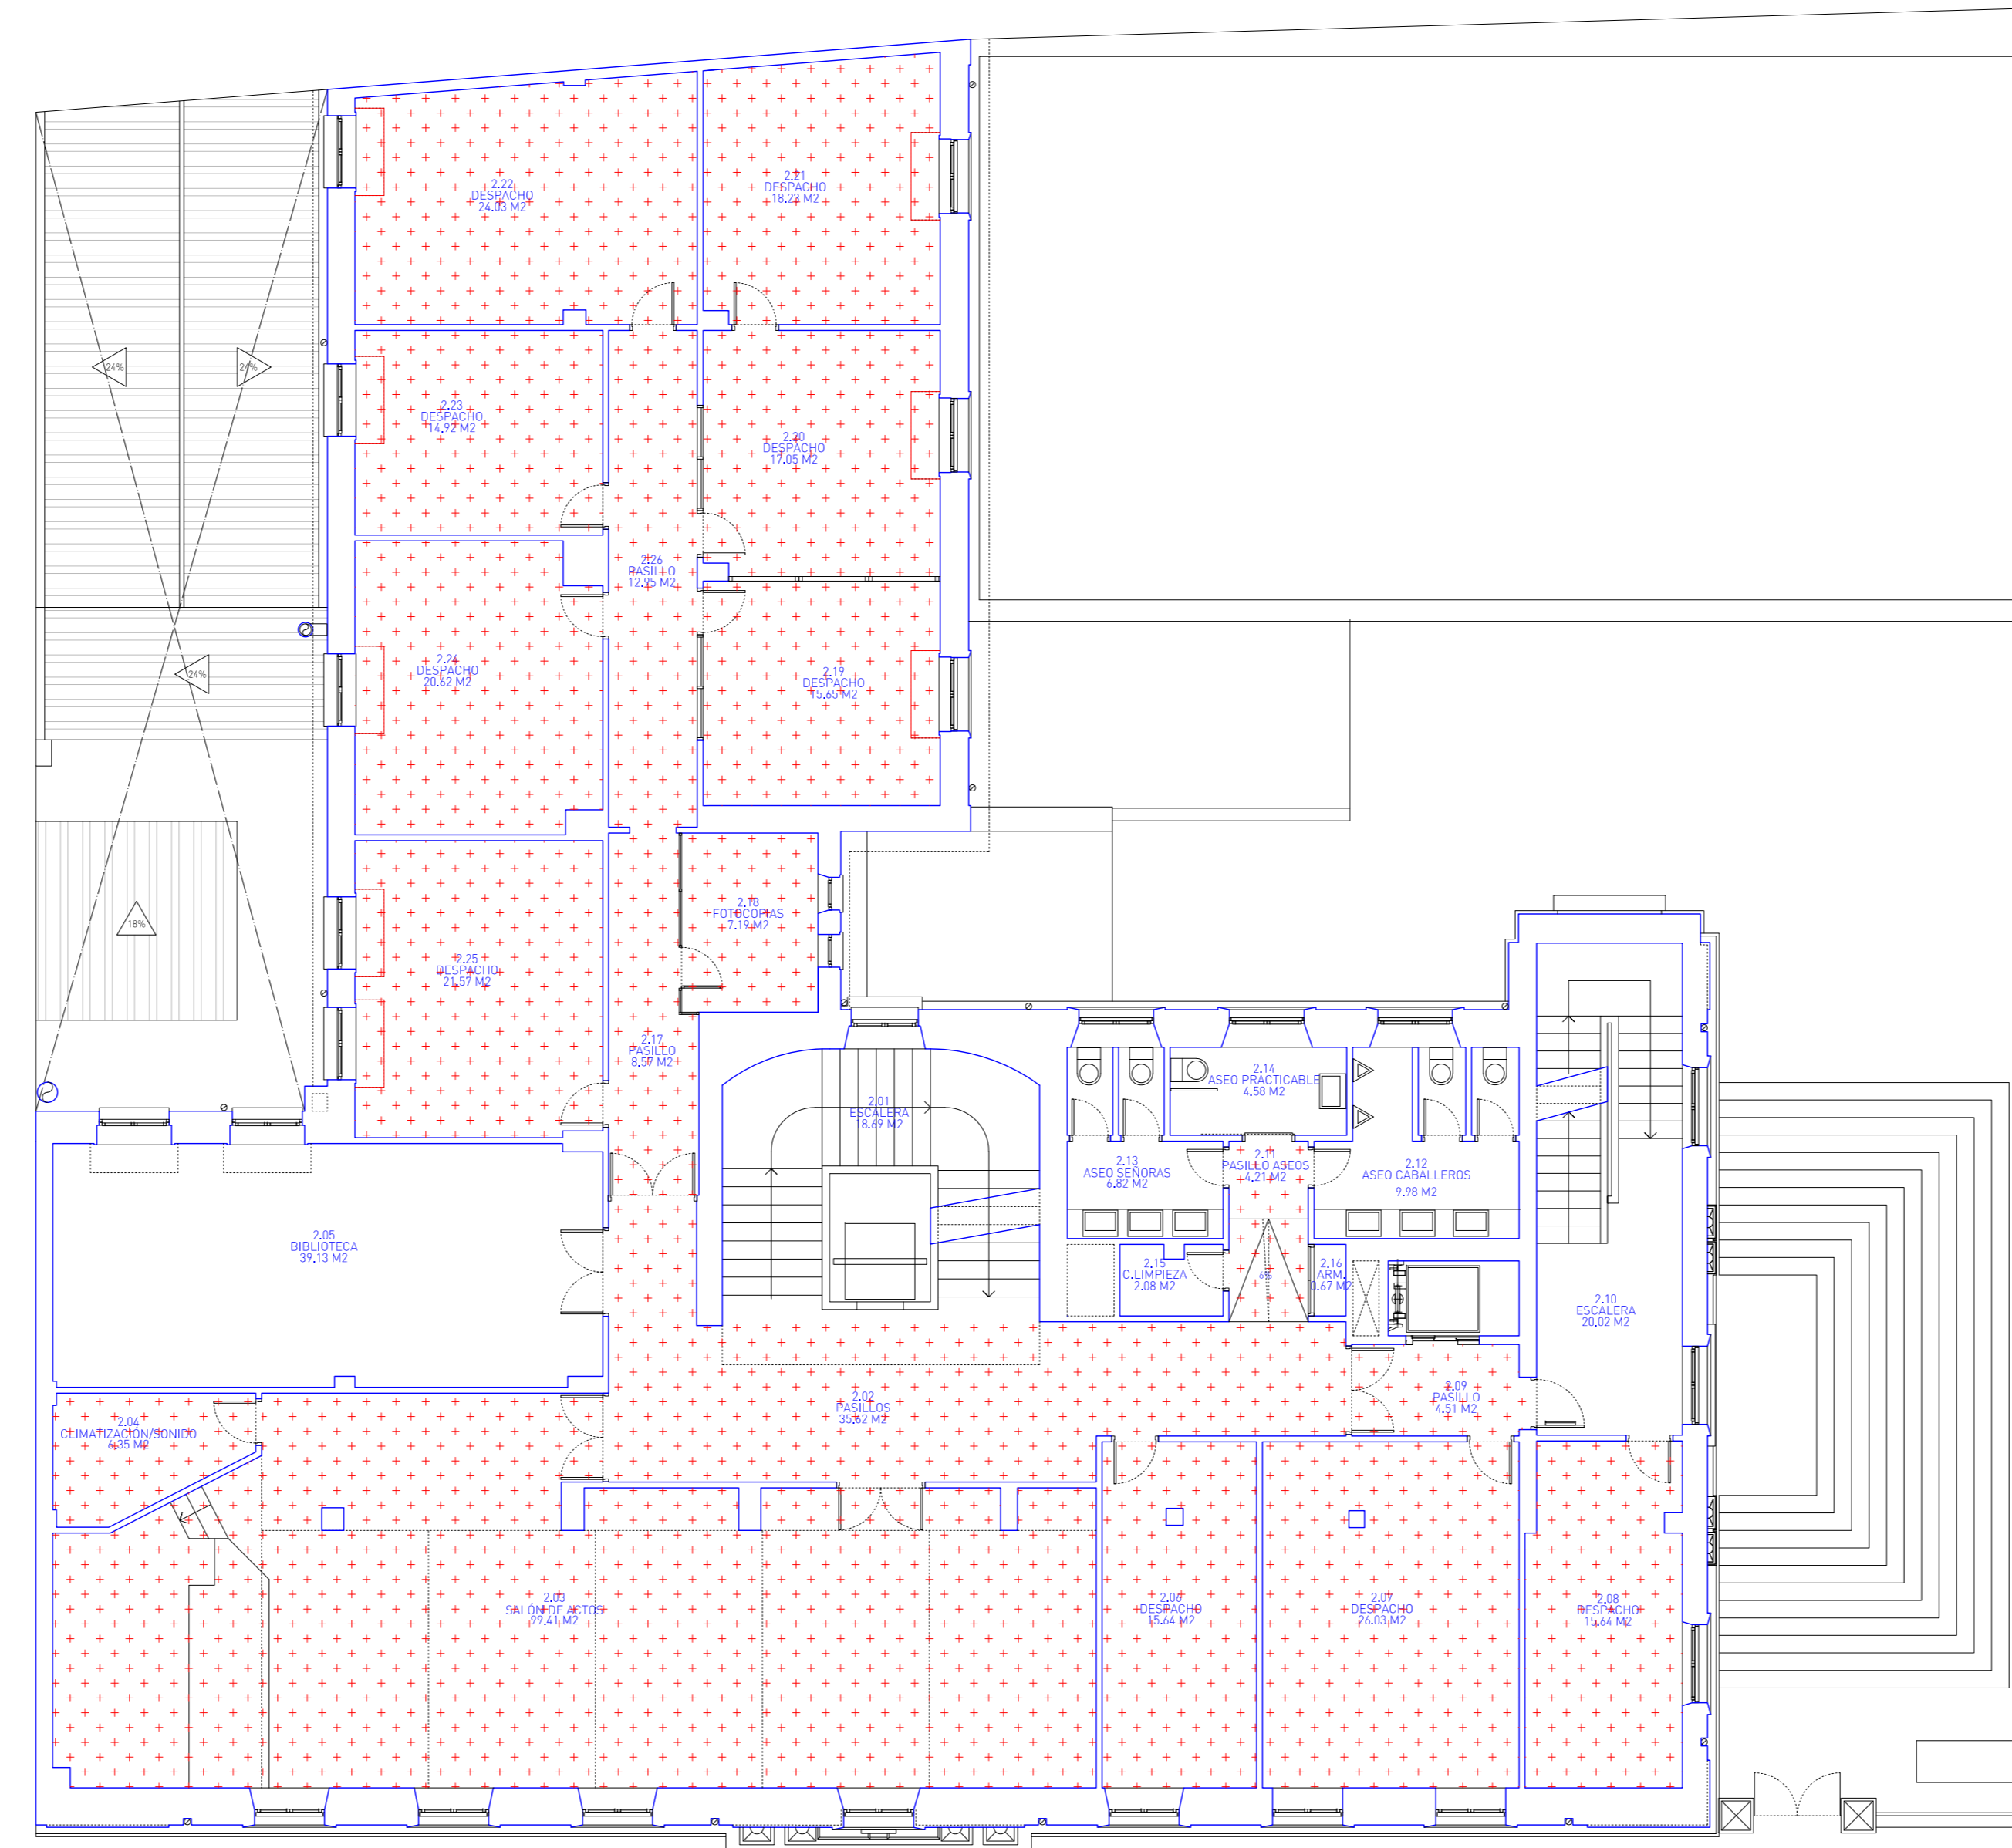 2.22
DESPACHO
24.03 M2
2.21
DESPACHO
18.23 M2
24%
24%
2.23
DESPACHO
14.92 M2
2.20
DESPACHO
17.05 M2
2.26
PASILLO
12.95 M2
2.24
DESPACHO
20.62 M2
24%
2.19
DESPACHO
15.65 M2
18%
2.18
FOTOCOPIAS
7.19 M2
2.25
DESPACHO
21.57 M2
2.17
PASILLO
8.57 M2
2.01
ESCALERA
18.69 M2
2.14
ASEO PRACTICABLE
4.58 M2
2.13
ASEO SEÑORAS
6.82 M2
2.11
PASILLO ASEOS
4.21 M2
2.12
ASEO CABALLEROS
9.98 M2
2.05
BIBLIOTECA
39.13 M2
2.15
C.LIMPIEZA
2.08 M2
6%
2.16
ARM.
0.67 M2
2.10
ESCALERA
20.02 M2
2.02
PASILLOS
35.62 M2
2.09
PASILLO
4.51 M2
2.04
CLIMATIZACIÓN/SONIDO
6.35 M2
2.03
SALÓN DE ACTOS
99.41 M2
2.06
DESPACHO
15.64 M2
2.07
DESPACHO
26.03 M2
2.08
DESPACHO
15.64 M2